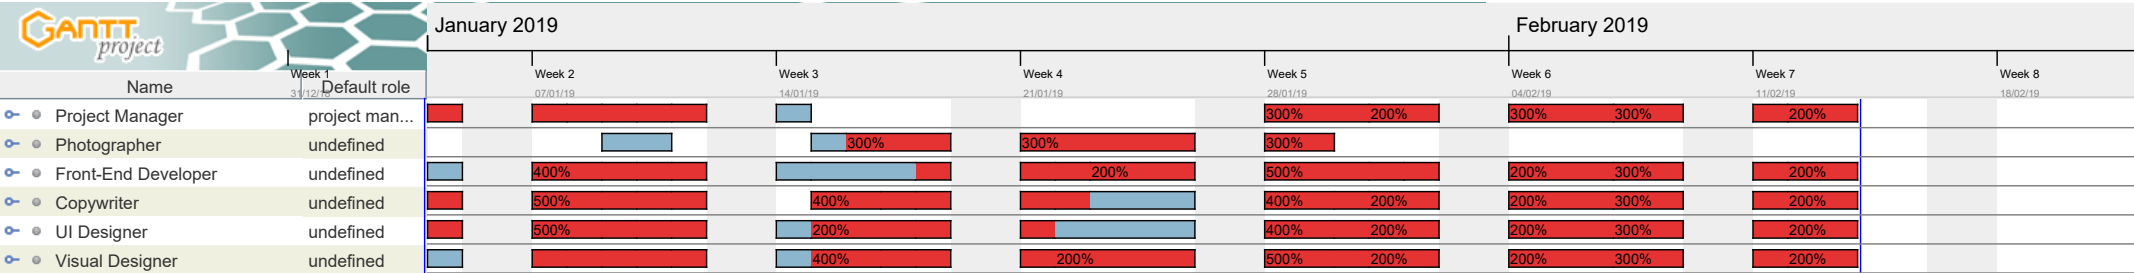 GANTT
project
January 2019
February 2019
Week 1
Week 2
Week 3
Week 4
Week 5
Week 6
Week 7
Week 8
Name
Default role
31/12/18
07/01/19
14/01/19
21/01/19
28/01/19
04/02/19
11/02/19
18/02/19
Project Manager project man... 300% 200% 300% 300% 200%
Photographer undefined 300% 300% 300%
Front-End Developer undefined 400% 200% 500% 200% 300% 200%
Copywriter undefined 500% 400% 400% 200% 200% 300% 200%
UI Designer undefined 500% 200% 400% 200% 200% 300% 200%
Visual Designer undefined 400% 200% 500% 200% 200% 300% 200%